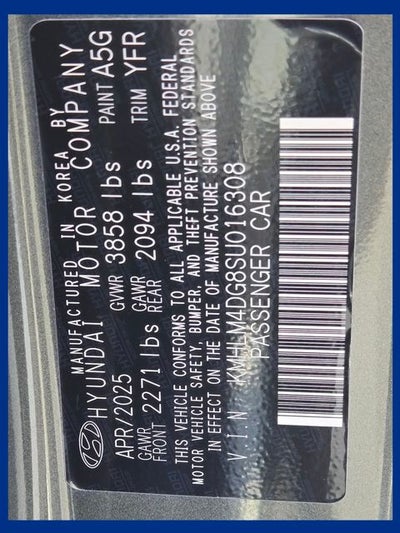 MANUFACTURED IN KOREA BY
HYUNDAI MOTOR COMPANY
APR/2025 GVWR 3858 lbs PAINT A5G
GAWR FRONT 2271 lbs GAWR REAR 2094 lbs TRIM YFR
THIS VEHICLE CONFORMS TO ALL APPLICABLE U.S.A. FEDERAL
MOTOR VEHICLE SAFETY, BUMPER, AND THEFT PREVENTION STANDARDS
IN EFFECT ON THE DATE OF MANUFACTURE SHOWN ABOVE
V.I.N KMHLM4DG8SU016308
PASSENGER CAR